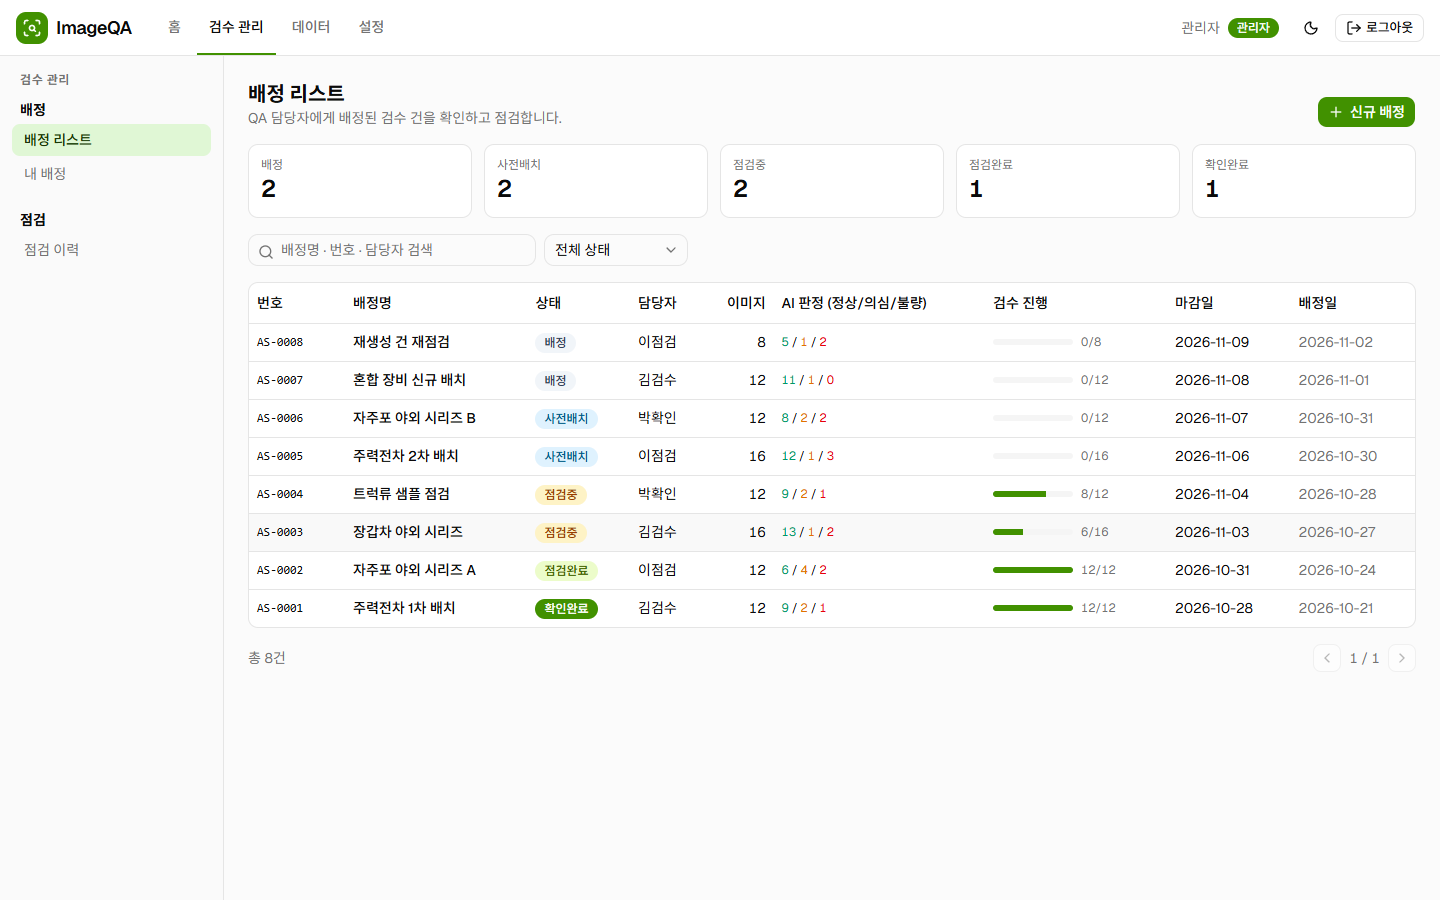 ImageQA 홈 검수 관리 데이터 설정 관리자 관리자 로그아웃
검수 관리
배정
배정 리스트
내 배정
점검
점검 이력
배정 리스트
QA 담당자에게 배정된 검수 건을 확인하고 점검합니다.
+ 신규 배정
배정 사전배치 점검중 점검완료 확인완료
2 2 2 1 1
배정명 · 번호 · 담당자 검색 전체 상태
번호 배정명 상태 담당자 이미지 AI 판정 (정상/의심/불량) 검수 진행 마감일 배정일
AS-0008 재생성 건 재점검 배정 이점검 8 5 / 1 / 2 0/8 2026-11-09 2026-11-02
AS-0007 혼합 장비 신규 배치 배정 김검수 12 11 / 1 / 0 0/12 2026-11-08 2026-11-01
AS-0006 자주포 야외 시리즈 B 사전배치 박확인 12 8 / 2 / 2 0/12 2026-11-07 2026-10-31
AS-0005 주력전차 2차 배치 사전배치 이점검 16 12 / 1 / 3 0/16 2026-11-06 2026-10-30
AS-0004 트럭류 샘플 점검 점검중 박확인 12 9 / 2 / 1 8/12 2026-11-04 2026-10-28
AS-0003 장갑차 야외 시리즈 점검중 김검수 16 13 / 1 / 2 6/16 2026-11-03 2026-10-27
AS-0002 자주포 야외 시리즈 A 점검완료 이점검 12 6 / 4 / 2 12/12 2026-10-31 2026-10-24
AS-0001 주력전차 1차 배치 확인완료 김검수 12 9 / 2 / 1 12/12 2026-10-28 2026-10-21
총 8건 1 / 1